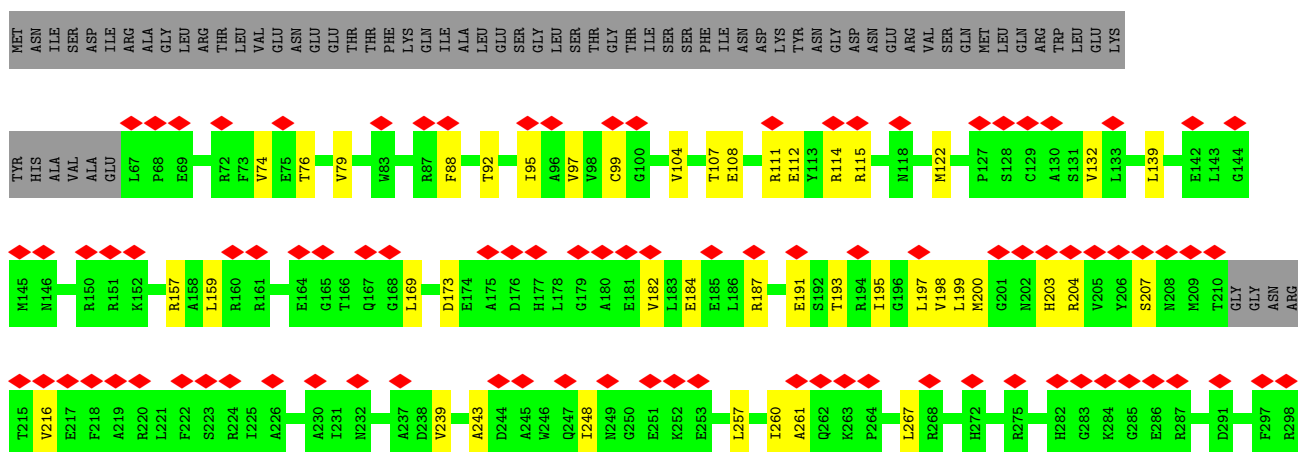 MET ASN ILE SER ASP ILE ARG ALA GLY LEU ARG THR LEU VAL GLU ASN GLU GLU THR THR PHE LYS GLN ILE ALA LEU GLU SER GLY LEU SER THR GLY THR ILE SER SER PHE ILE ASN ASP LYS TYR ASN GLY ASP ASN GLU ARG VAL SER GLN MET LEU GLN ARG TRP LEU GLU LYS
TYR HIS ALA VAL ALA GLU L67 P68 E69 R72 F73 V74 E75 T76 V79 W83 R87 F88 T92 I95 A96 V97 V98 C99 G100 V104 T107 E108 R111 E112 Y113 R114 R115 N118 M122 P127 S128 C129 A130 S131 V132 L133 L139 E142 L143 G144
M145 N146 R150 R151 K152 R157 A158 L159 R160 R161 E164 G165 T166 Q167 G168 L169 D173 E174 A175 D176 H177 L178 G179 A180 E181 V182 L183 E184 E185 L186 R187 E191 S192 T193 R194 I195 G196 L197 V198 L199 M200 G201 N202 H203 R204 V205 Y206 S207 N208 M209 T210 GLY GLY ASN ARG
T215 V216 E217 F218 A219 R220 L221 F222 S223 R224 I225 A226 A230 I231 N232 A237 D238 V239 A243 D244 A245 W246 Q247 I248 N249 G250 E251 K252 E253 L257 I260 A261 Q262 K263 P264 L267 R268 H272 R275 H282 G283 K284 G285 E286 R287 D291 F297 R298